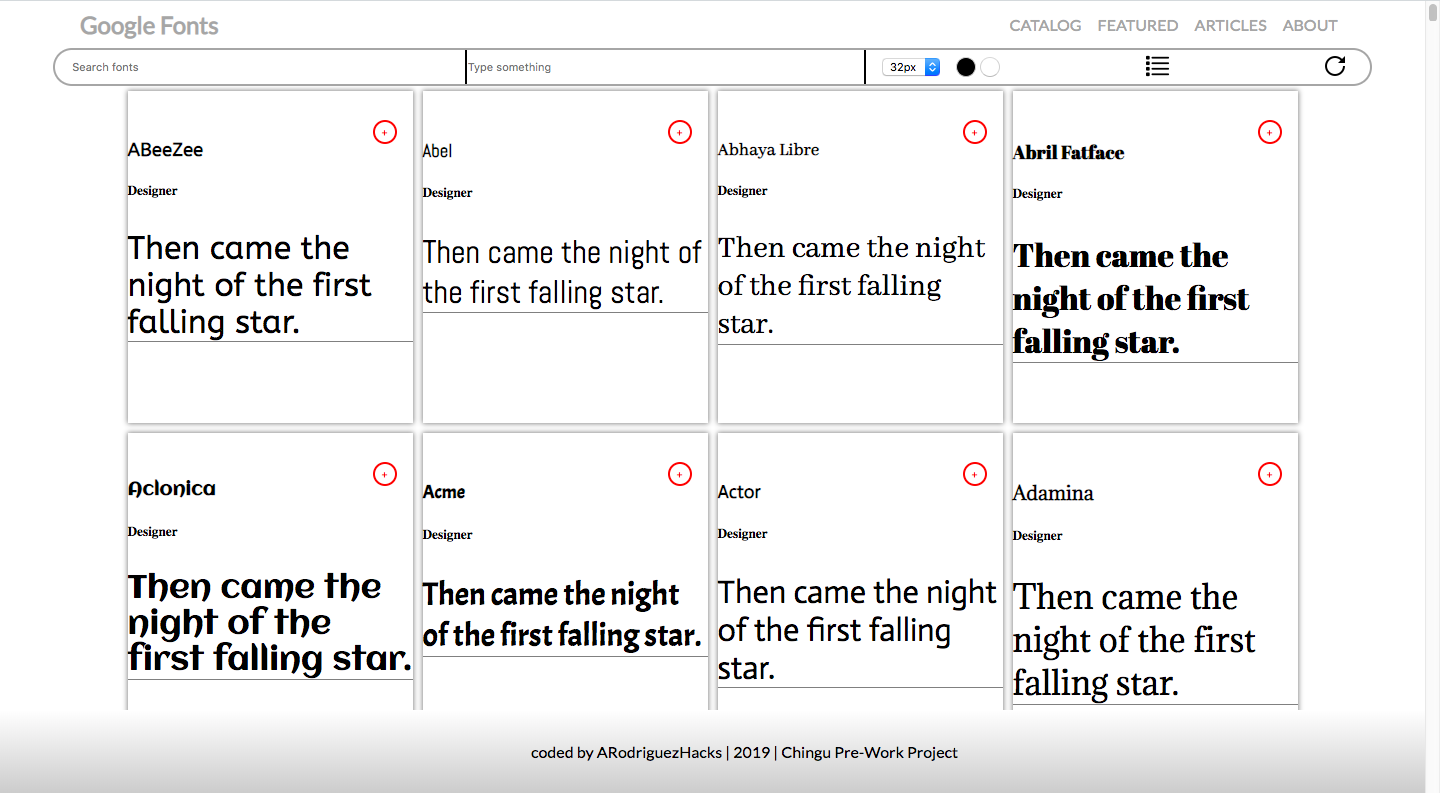 Google Fonts
CATALOG FEATURED ARTICLES ABOUT
Search fonts
Type something
32px
ABeeZee
+
Designer
Then came the
night of the first
falling star.
Abel
+
Designer
Then came the night of
the first falling star.
Abhaya Libre
+
Designer
Then came the night
of the first falling
star.
Abril Fatface
+
Designer
Then came the
night of the first
falling star.
Aclonica
+
Designer
Then came the
night of the
first falling star.
Acme
+
Designer
Then came the night
of the first falling star.
Actor
+
Designer
Then came the night
of the first falling
star.
Adamina
+
Designer
Then came the
night of the first
falling star.
coded by ARodriguezHacks | 2019 | Chingu Pre-Work Project